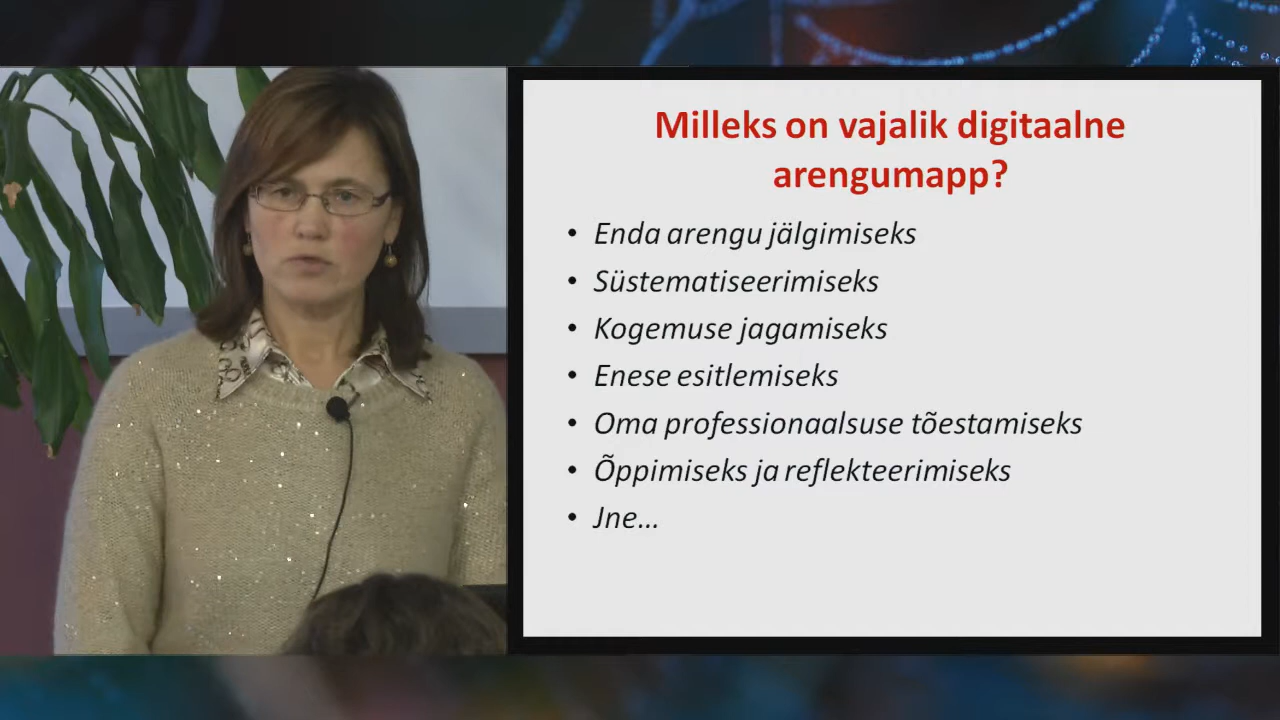 Milleks on vajalik digitaalne
arengumapp?
• Enda arengu jälgimiseks
• Süstematiseerimiseks
• Kogemuse jagamiseks
• Enese esitlemiseks
• Oma professionaalsuse tõestamiseks
• Õppimiseks ja reflekteerimiseks
• Jne...